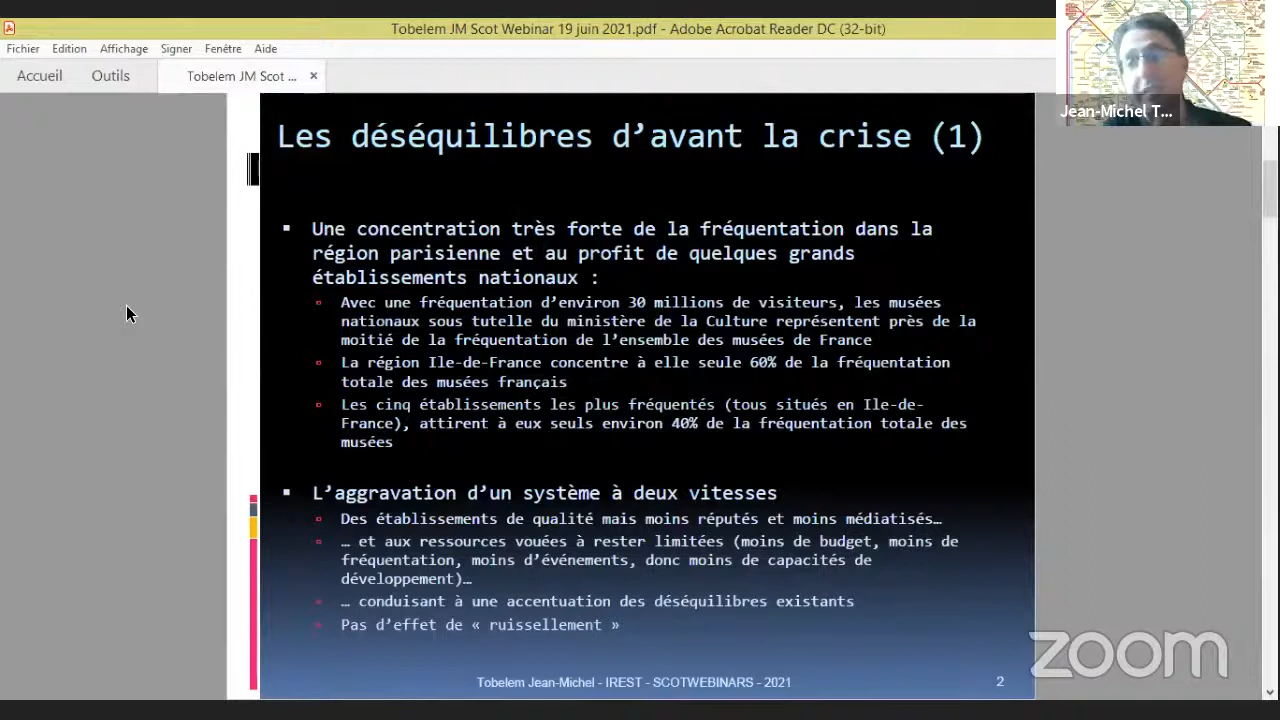 Tobelem JM Scot Webinar 19 juin 2021.pdf - Adobe Acrobat Reader DC (32-bit)
Fichier Edition Affichage Signer Fenêtre Aide
Accueil Outils Tobelem JM Scot ... ×
Jean-Michel T...
Les déséquilibres d’avant la crise (1)
Une concentration très forte de la fréquentation dans la
région parisienne et au profit de quelques grands
établissements nationaux :
Avec une fréquentation d’environ 30 millions de visiteurs, les musées
nationaux sous tutelle du ministère de la Culture représentent près de la
moitié de la fréquentation de l’ensemble des musées de France
La région Ile-de-France concentre à elle seule 60% de la fréquentation
totale des musées français
Les cinq établissements les plus fréquentés (tous situés en Ile-de-
France), attirent à eux seuls environ 40% de la fréquentation totale des
musées
L’aggravation d’un système à deux vitesses
Des établissements de qualité mais moins réputés et moins médiatisés…
… et aux ressources vouées à rester limitées (moins de budget, moins de
fréquentation, moins d’événements, donc moins de capacités de
développement)…
… conduisant à une accentuation des déséquilibres existants
Pas d’effet de « ruissellement »
Tobelem Jean-Michel - IREST - SCOTWEBINARS - 2021
2
zoom